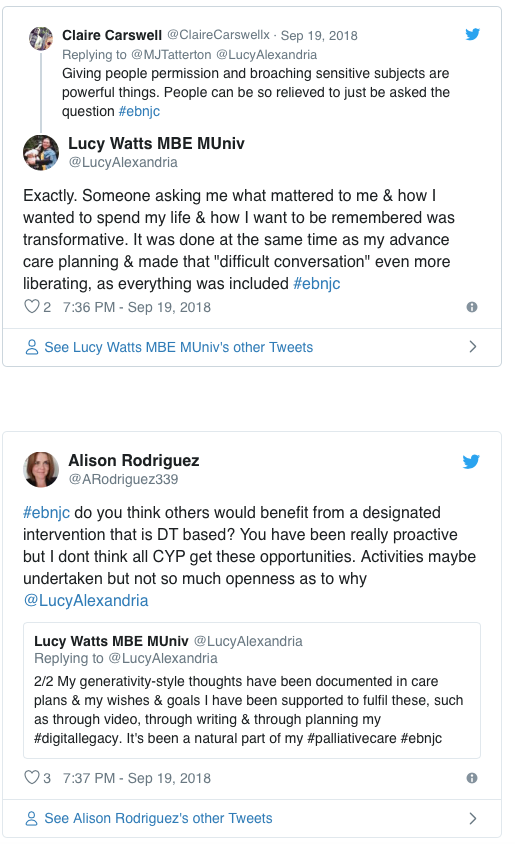 Claire Carswell @ClaireCarswellx · Sep 19, 2018
Replying to @MJTatterton @LucyAlexandria
Giving people permission and broaching sensitive subjects are
powerful things. People can be so relieved to just be asked the
question #ebnjc
Lucy Watts MBE MUniv
@LucyAlexandria
Exactly. Someone asking me what mattered to me & how I
wanted to spend my life & how I want to be remembered was
transformative. It was done at the same time as my advance
care planning & made that "difficult conversation" even more
liberating, as everything was included #ebnjc
2 7:36 PM - Sep 19, 2018
See Lucy Watts MBE MUniv's other Tweets
Alison Rodriguez
@ARodriguez339
#ebnjc do you think others would benefit from a designated
intervention that is DT based? You have been really proactive
but I dont think all CYP get these opportunities. Activities maybe
undertaken but not so much openness as to why
@LucyAlexandria
Lucy Watts MBE MUniv @LucyAlexandria
Replying to @LucyAlexandria
2/2 My generativity-style thoughts have been documented in care
plans & my wishes & goals I have been supported to fulfil these, such
as through video, through writing & through planning my
#digitallegacy. It's been a natural part of my #palliativecare #ebnjc
3 7:37 PM - Sep 19, 2018
See Alison Rodriguez's other Tweets